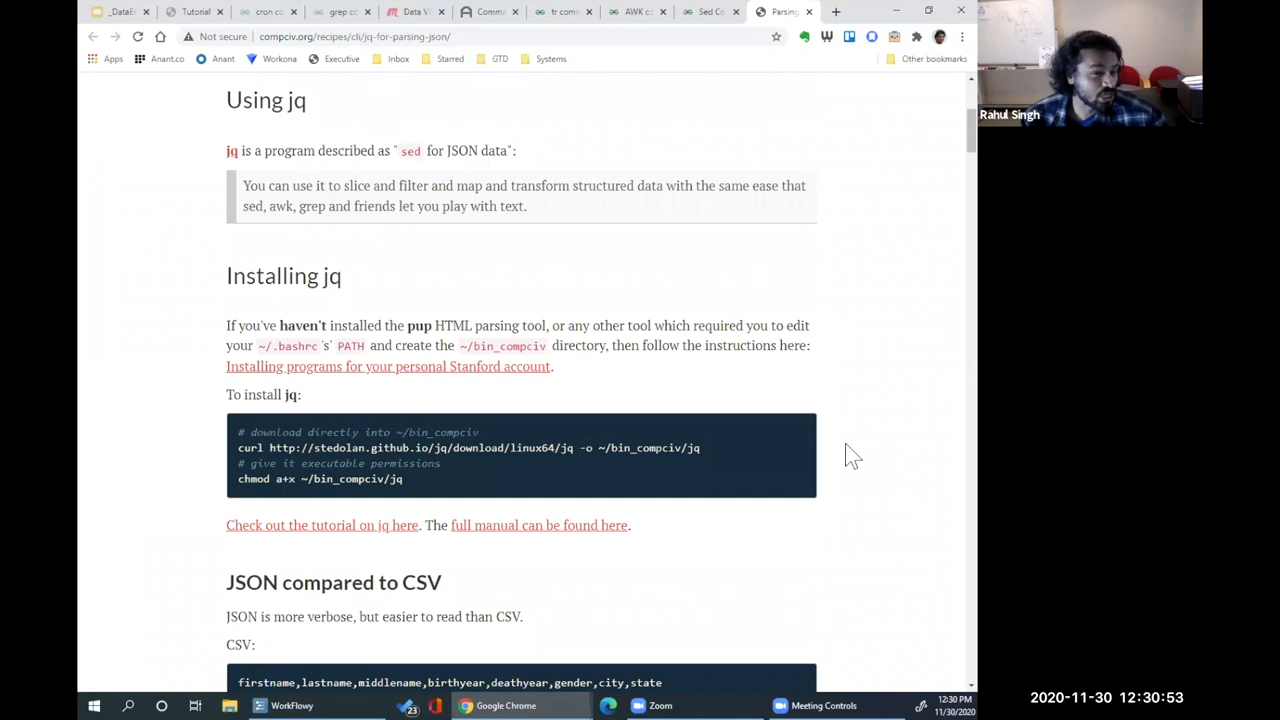 _DataEn
Tutorial
cron co
grep co
Data Vi
Commu
tr comm
AWK co
Sed Co
Parsing
Not secure
compciv.org/recipes/cli/jq-for-parsing-json/
Apps
Anant.co
Anant
Workona
Executive
Inbox
Starred
GTD
Systems
Other bookmarks
Rahul Singh
Using jq
jq is a program described as "sed for JSON data":
You can use it to slice and filter and map and transform structured data with the same ease that
sed, awk, grep and friends let you play with text.
Installing jq
If you've haven't installed the pup HTML parsing tool, or any other tool which required you to edit
your ~/.bashrc 's' PATH and create the ~/bin_compciv directory, then follow the instructions here:
Installing programs for your personal Stanford account.
To install jq:
# download directly into ~/bin_compciv
curl http://stedolan.github.io/jq/download/linux64/jq -o ~/bin_compciv/jq
# give it executable permissions
chmod a+x ~/bin_compciv/jq
Check out the tutorial on jq here. The full manual can be found here.
JSON compared to CSV
JSON is more verbose, but easier to read than CSV.
CSV:
firstname,lastname,middlename,birthyear,deathyear,gender,city,state
WorkFlowy
23
Google Chrome
Zoom
Meeting Controls
12:30 PM
11/30/2020
2020-11-30 12:30:53